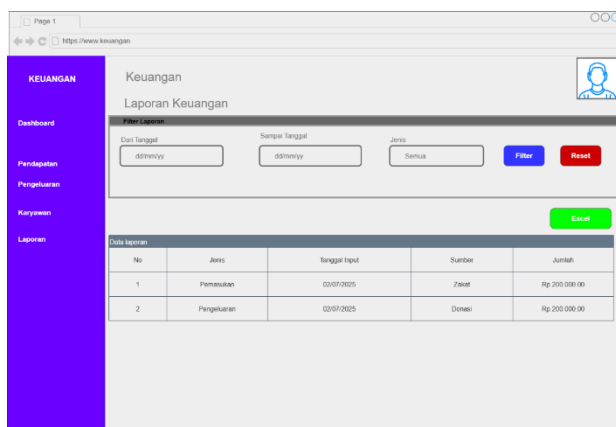 Page 1
https://www.keuangan
KEUANGAN
Dashboard
Pendapatan
Pengeluaran
Karyawan
Laporan
Keuangan
Laporan Keuangan
Filter Laporan
Dari Tanggal Sampai Tanggal Jenis
dd/mm/yy dd/mm/yy Semua Filter Reset
Excel
Data laporan
No Jenis Tanggal Input Sumber Jumlah
1 Pemasukan 02/07/2025 Zakat Rp.200.000.00
2 Pengeluaran 02/07/2025 Donasi Rp.200.000.00